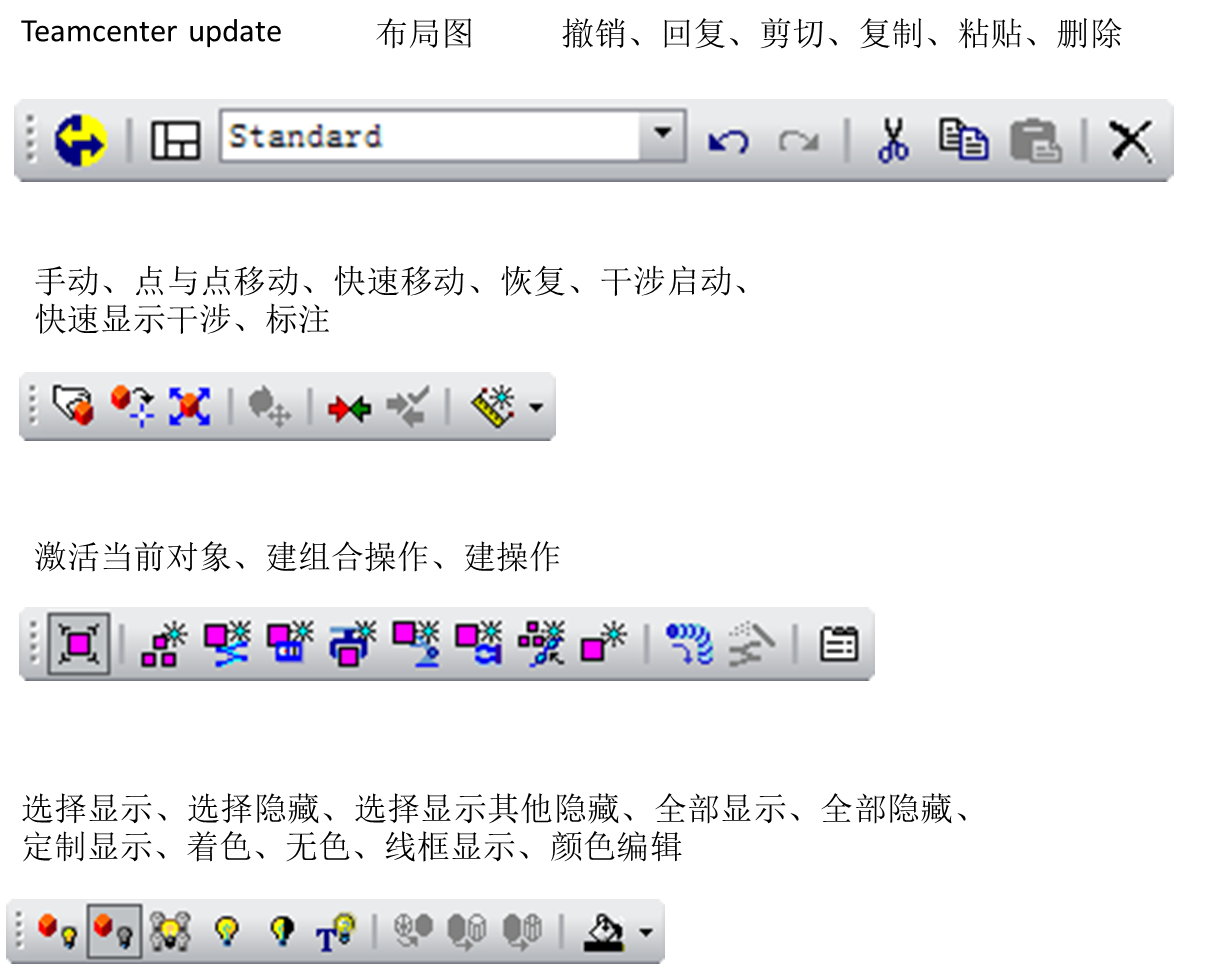 Teamcenter update 布局图 撤销、回复、剪切、复制、粘贴、删除
Standard
手动、点与点移动、快速移动、恢复、干涉启动、
快速显示干涉、标注
激活当前对象、建组合操作、建操作
选择显示、选择隐藏、选择显示其他隐藏、全部显示、全部隐藏、
定制显示、着色、无色、线框显示、颜色编辑
T